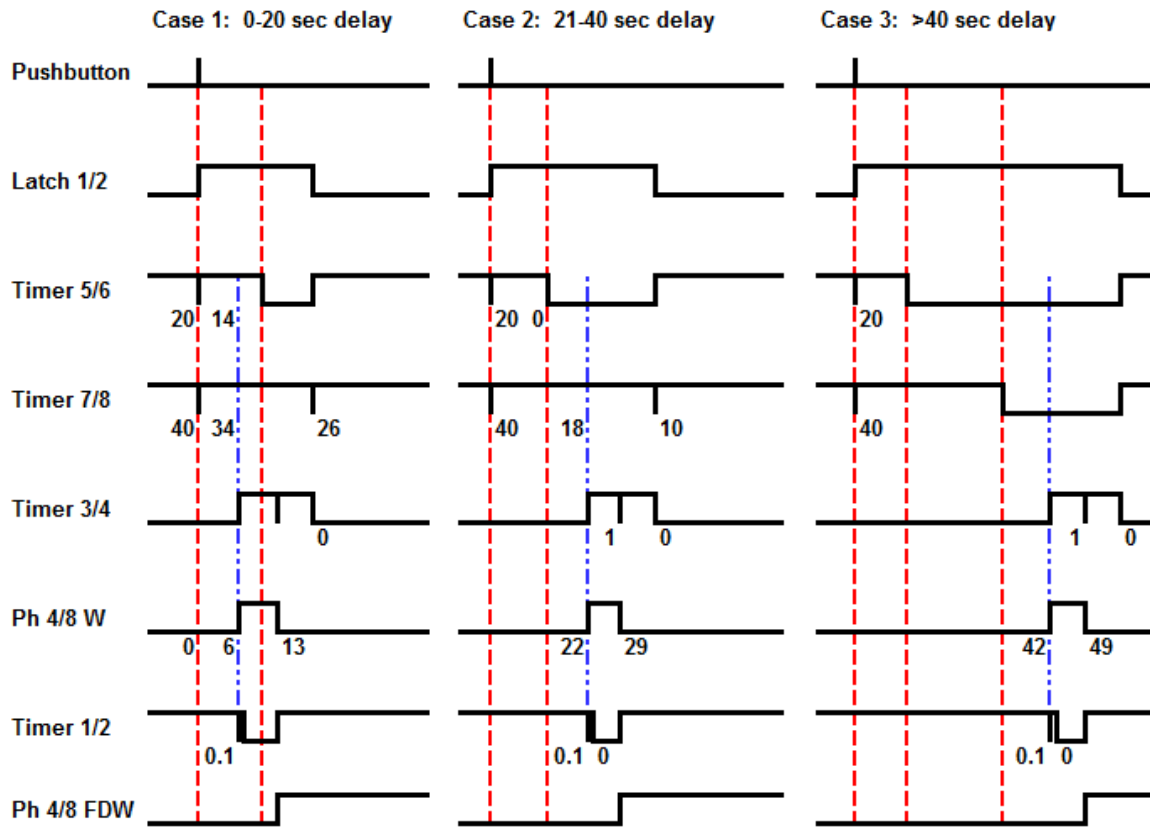 Case 1: 0-20 sec delay
Case 2: 21-40 sec delay
Case 3: >40 sec delay
Pushbutton
Latch 1/2
Timer 5/6
20 14
20 0
20
Timer 7/8
40 34 26
40 18 10
40
Timer 3/4
0
1 0
1 0
Ph 4/8 W
0 6 13
22 29
42 49
Timer 1/2
0.1
0.1 0
0.1 0
Ph 4/8 FDW